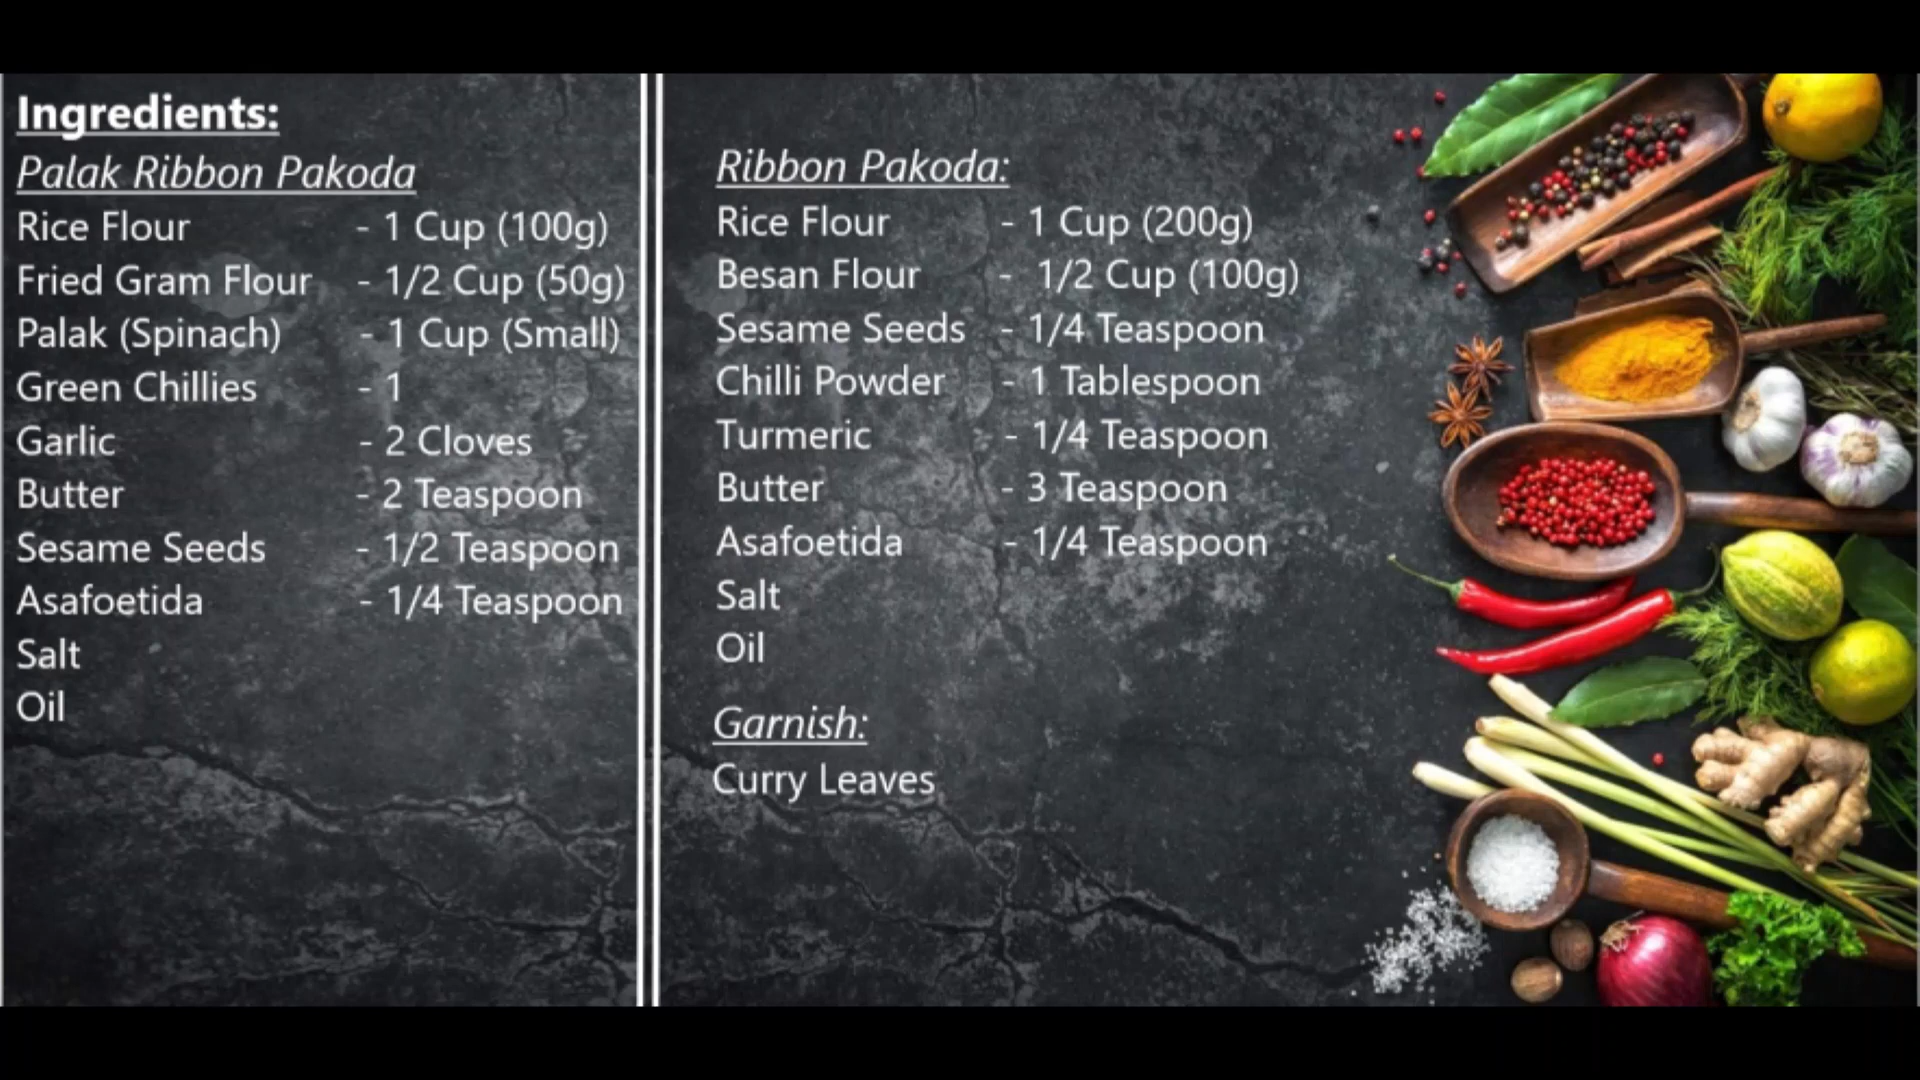 Ingredients:
Palak Ribbon Pakoda
Rice Flour - 1 Cup (100g)
Fried Gram Flour - 1/2 Cup (50g)
Palak (Spinach) - 1 Cup (Small)
Green Chillies - 1
Garlic - 2 Cloves
Butter - 2 Teaspoon
Sesame Seeds - 1/2 Teaspoon
Asafoetida - 1/4 Teaspoon
Salt
Oil
Ribbon Pakoda:
Rice Flour - 1 Cup (200g)
Besan Flour - 1/2 Cup (100g)
Sesame Seeds - 1/4 Teaspoon
Chilli Powder - 1 Tablespoon
Turmeric - 1/4 Teaspoon
Butter - 3 Teaspoon
Asafoetida - 1/4 Teaspoon
Salt
Oil
Garnish:
Curry Leaves